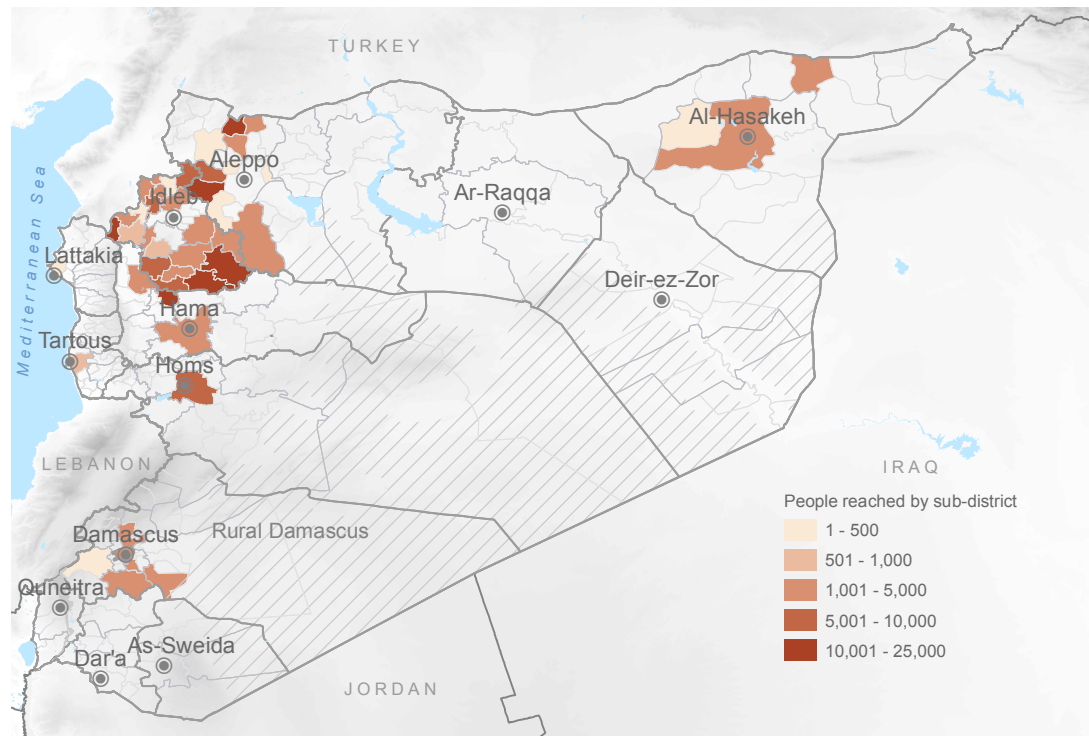 TURKEY
Al-Hasakeh
Aleppo
Idleb
Ar-Raqqa
Mediterranean Sea
Lattakia
Deir-ez-Zor
Hama
Tartous
Homs
LEBANON
IRAQ
People reached by sub-district
1 - 500
501 - 1,000
1,001 - 5,000
5,001 - 10,000
10,001 - 25,000
Damascus
Rural Damascus
Quneitra
As-Sweida
Dar'a
JORDAN